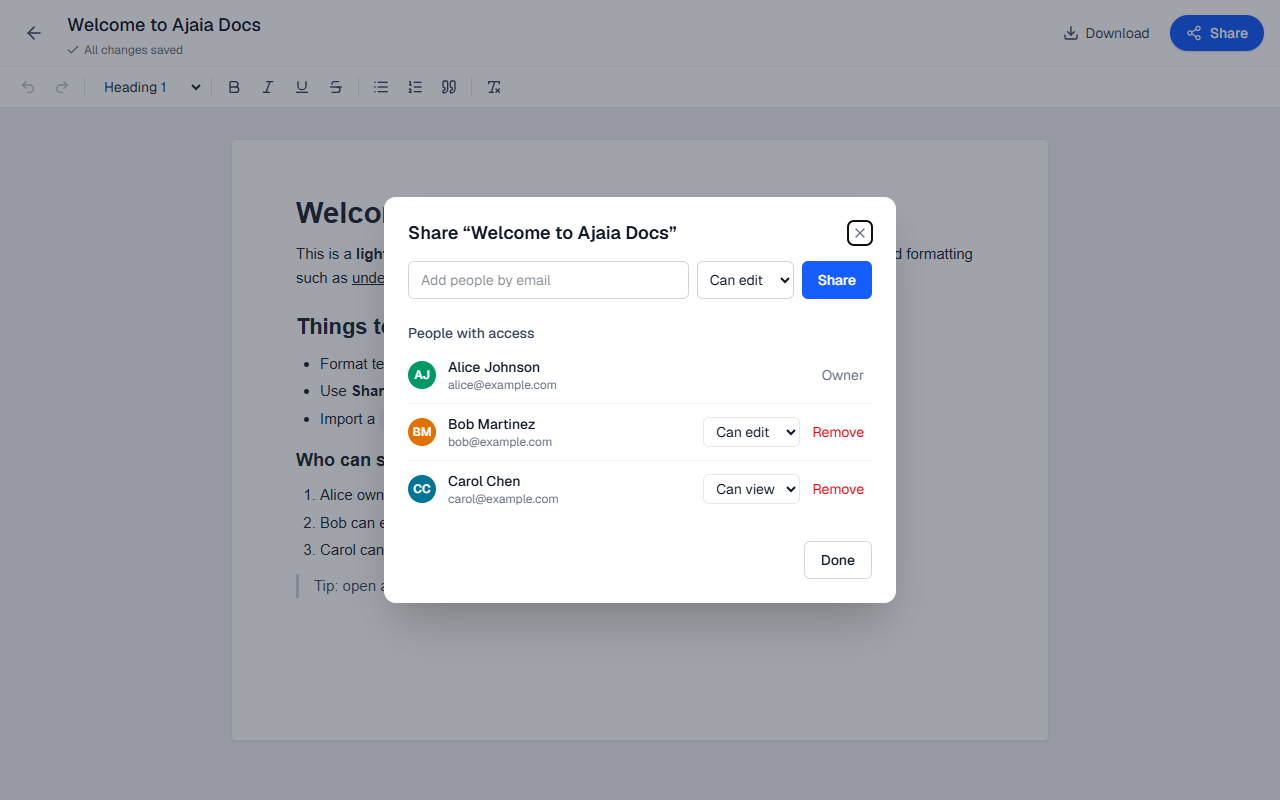 Welcome to Ajaia Docs
All changes saved
Download
Share
Heading 1
B I U S
Welco
This is a ligh
d formatting
such as unde
Things t
Format te
Use Shar
Import a
Who can s
1. Alice own
2. Bob can e
3. Carol can
Tip: open a
Share “Welcome to Ajaia Docs”
Add people by email
Can edit
Share
People with access
AJ
Alice Johnson
alice@example.com
Owner
BM
Bob Martinez
bob@example.com
Can edit
Remove
CC
Carol Chen
carol@example.com
Can view
Remove
Done